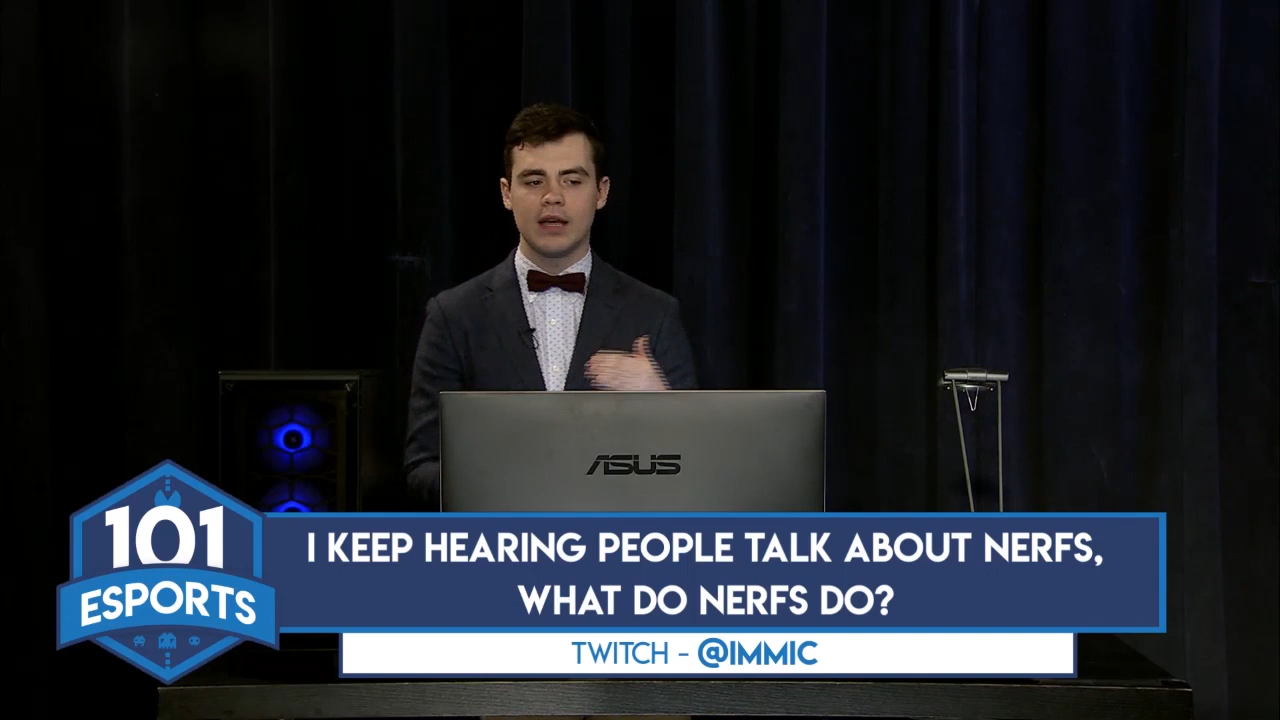 ASUS
101
ESPORTS
I KEEP HEARING PEOPLE TALK ABOUT NERFS,
WHAT DO NERFS DO?
TWITCH - @IMMIC